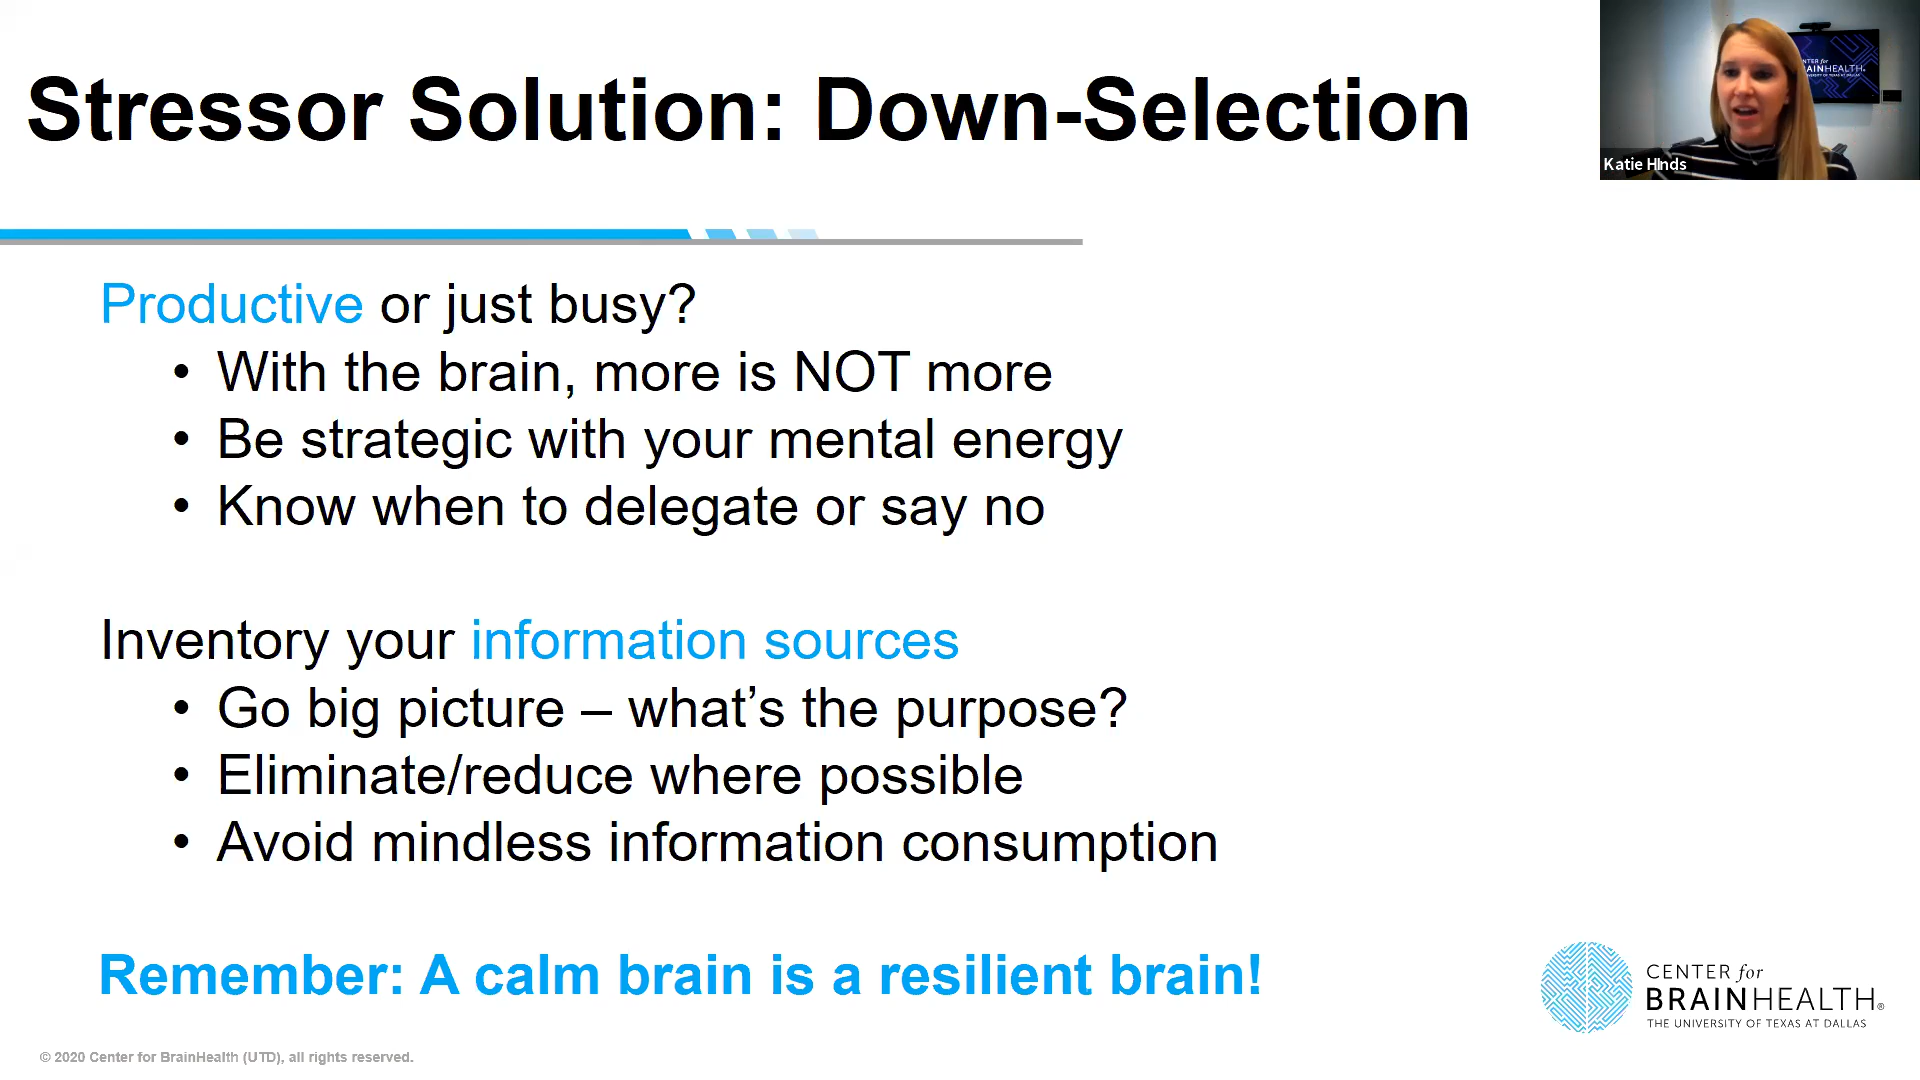 Stressor Solution: Down-Selection
CENTER for
BRAINHEALTH
Katie Hinds
Productive or just busy?
• With the brain, more is NOT more
• Be strategic with your mental energy
• Know when to delegate or say no
Inventory your information sources
• Go big picture – what’s the purpose?
• Eliminate/reduce where possible
• Avoid mindless information consumption
Remember: A calm brain is a resilient brain!
CENTER for
BRAINHEALTH®
THE UNIVERSITY OF TEXAS AT DALLAS
© 2020 Center for BrainHealth (UTD), all rights reserved.